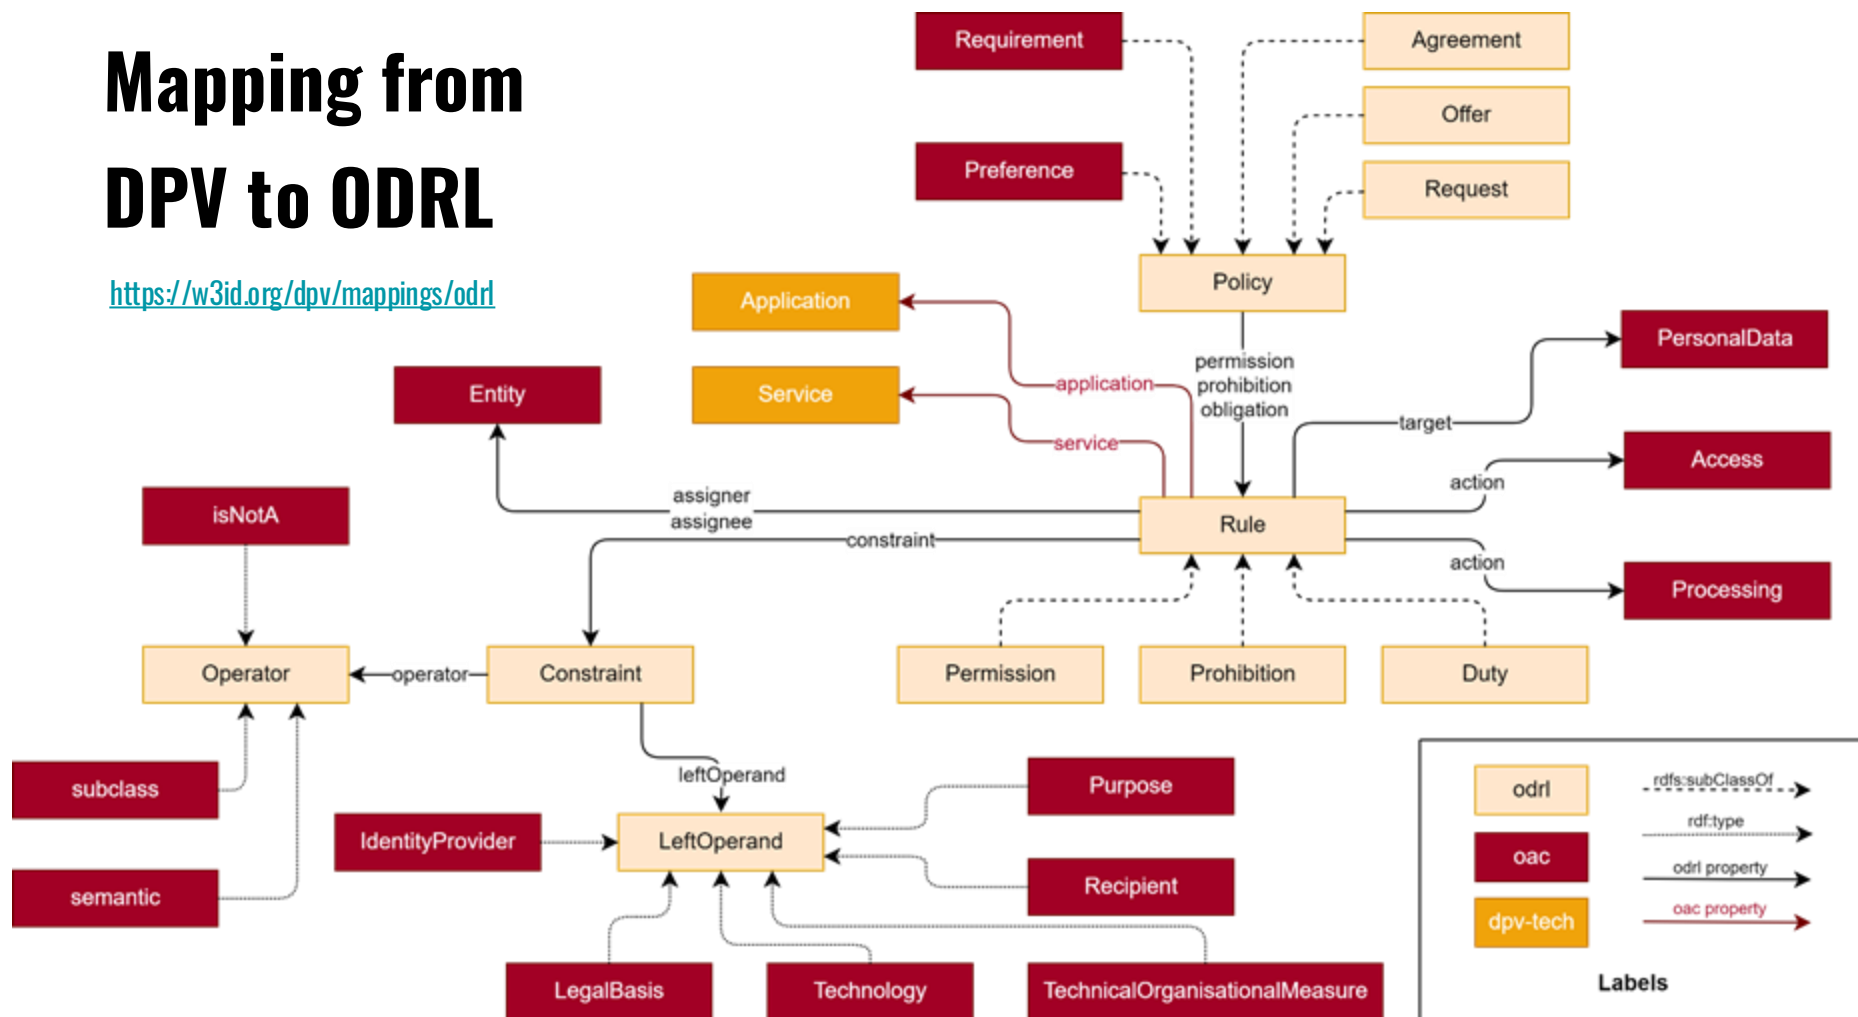 Mapping from
DPV to ODRL
https://w3id.org/dpv/mappings/odrl
Requirement
Agreement
Offer
Preference
Request
Policy
Application
permission
prohibition
obligation
PersonalData
application
Entity
Service
target
service
Access
action
assigner
assignee
isNotA
Rule
constraint
action
Processing
Operator
operator
Constraint
Permission
Prohibition
Duty
subclass
leftOperand
Purpose
IdentityProvider
LeftOperand
Recipient
semantic
LegalBasis
Technology
TechnicalOrganisationalMeasure
odrl
rdfs:subClassOf
rdf:type
oac
odrl property
dpv-tech
oac property
Labels